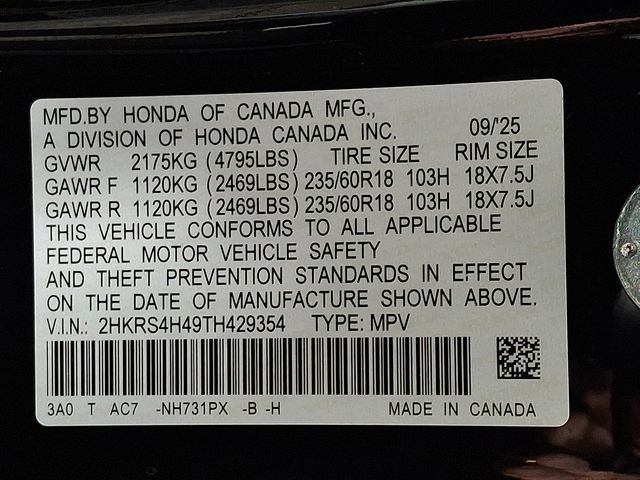 MFD.BY HONDA OF CANADA MFG.,
A DIVISION OF HONDA CANADA INC. 09/'25
GVWR 2175KG (4795LBS) TIRE SIZE RIM SIZE
GAWR F 1120KG (2469LBS) 235/60R18 103H 18X7.5J
GAWR R 1120KG (2469LBS) 235/60R18 103H 18X7.5J
THIS VEHICLE CONFORMS TO ALL APPLICABLE
FEDERAL MOTOR VEHICLE SAFETY
AND THEFT PREVENTION STANDARDS IN EFFECT
ON THE DATE OF MANUFACTURE SHOWN ABOVE.
V.I.N.: 2HKRS4H49TH429354 TYPE: MPV
3A0 T AC7 -NH731PX -B -H MADE IN CANADA